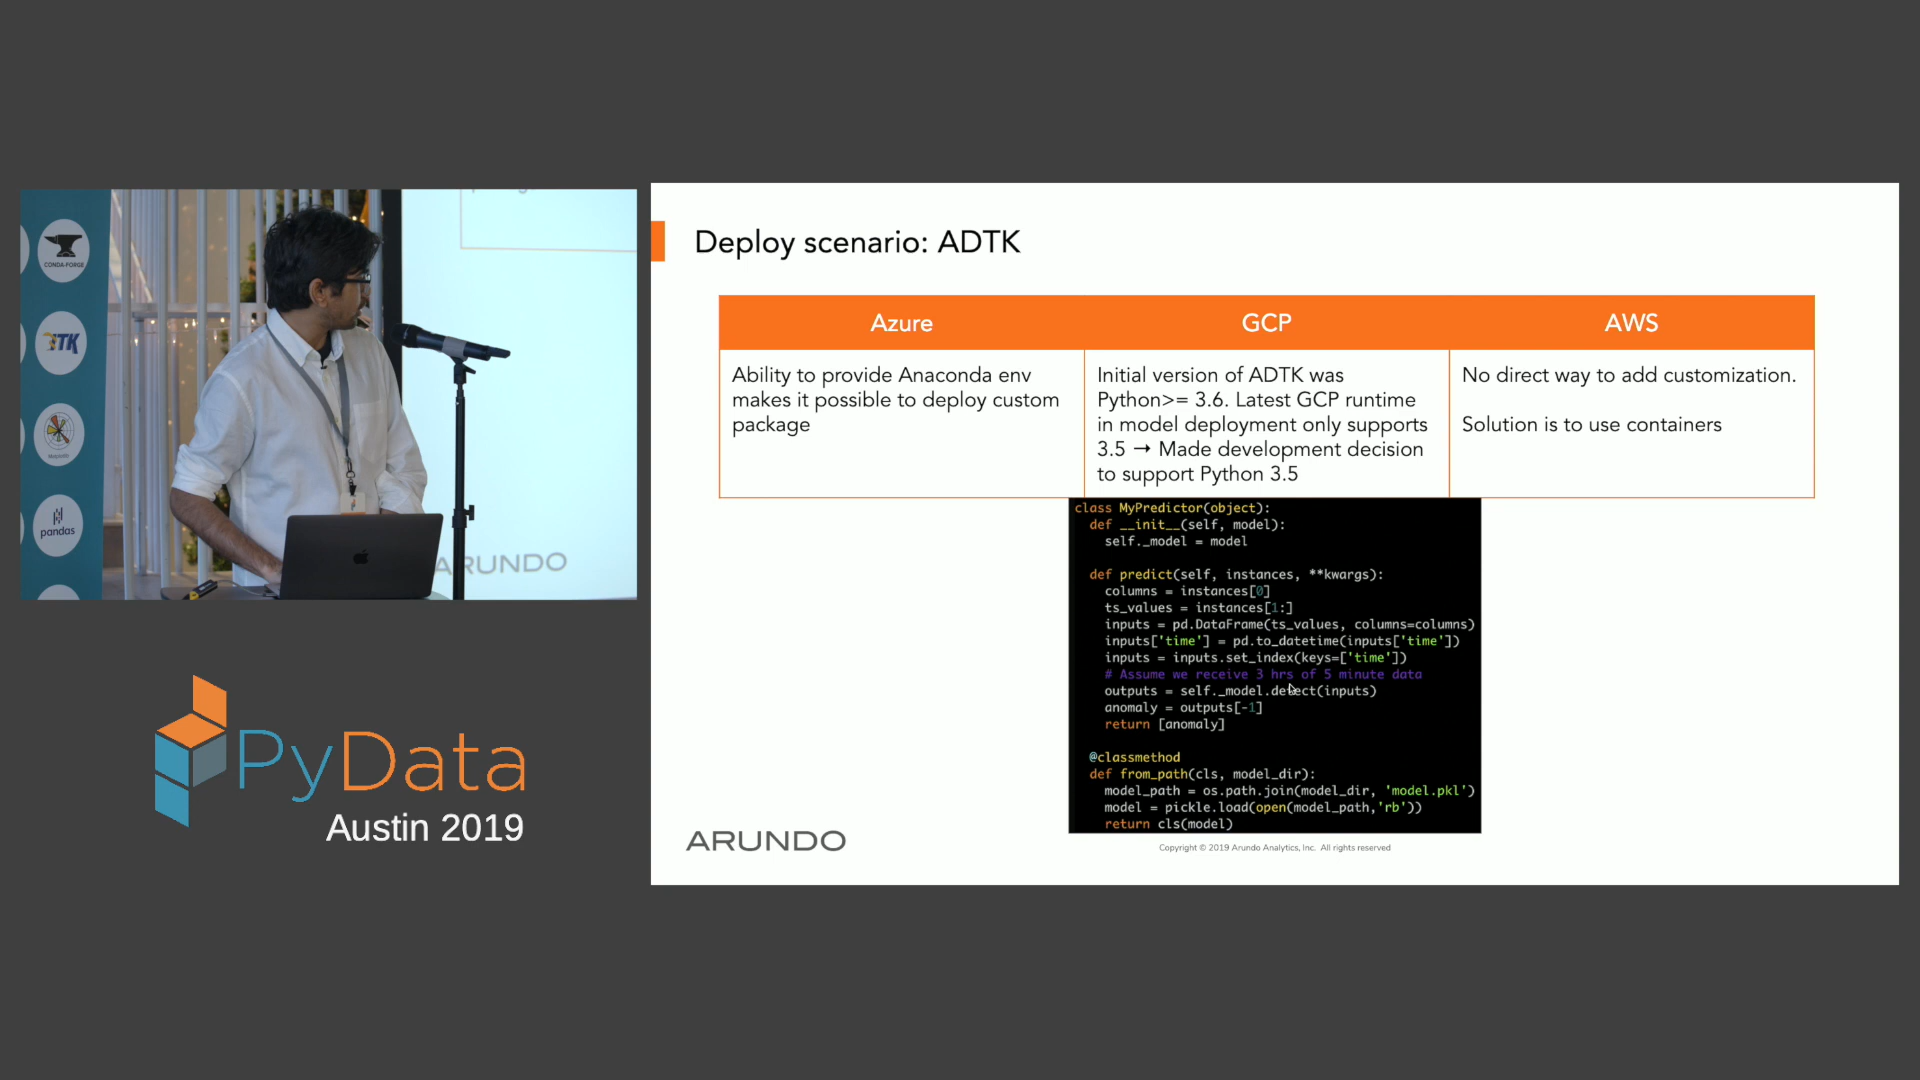 CONDA-FORGE
ITK
pandas
ARUNDO
PyData
Austin 2019
Deploy scenario: ADTK
Azure
GCP
AWS
Ability to provide Anaconda env
makes it possible to deploy custom
package
Initial version of ADTK was
Python>= 3.6. Latest GCP runtime
in model deployment only supports
3.5 → Made development decision
to support Python 3.5
No direct way to add customization.
Solution is to use containers
class MyPredictor(object):
def __init__(self, model):
self._model = model
def predict(self, instances, **kwargs):
columns = instances[0]
ts_values = instances[1:]
inputs = pd.DataFrame(ts_values, columns=columns)
inputs['time'] = pd.to_datetime(inputs['time'])
inputs = inputs.set_index(keys=['time'])
# Assume we receive 3 hrs of 5 minute data
outputs = self._model.detect(inputs)
anomaly = outputs[-1]
return [anomaly]
@classmethod
def from_path(cls, model_dir):
model_path = os.path.join(model_dir, 'model.pkl')
model = pickle.load(open(model_path,'rb'))
return cls(model)
ARUNDO
Copyright © 2019 Arundo Analytics, Inc. All rights reserved